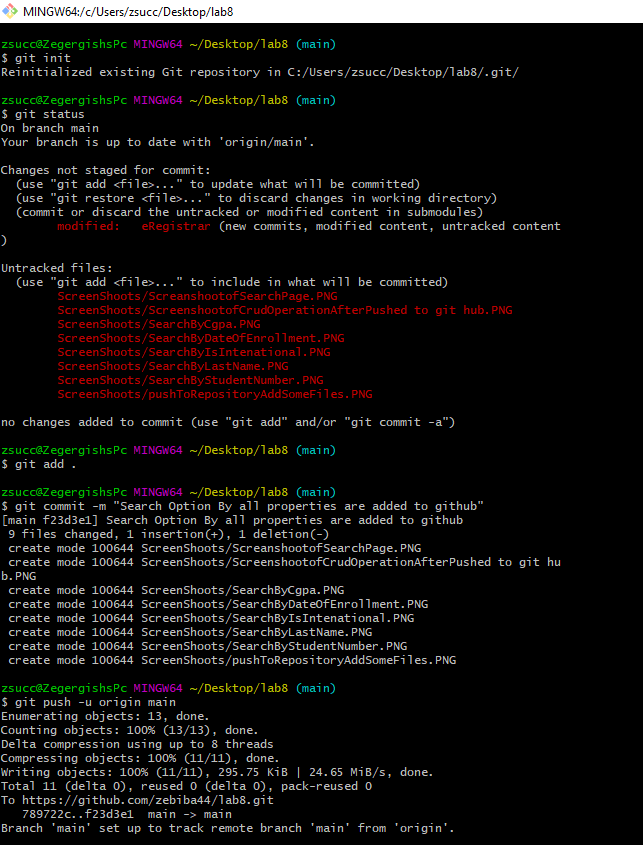 MINGW64:/c/Users/zsucc/Desktop/lab8
zsucc@ZegergishsPc MINGW64 ~/Desktop/lab8 (main)
$ git init
Reinitialized existing Git repository in C:/Users/zsucc/Desktop/lab8/.git/
zsucc@ZegergishsPc MINGW64 ~/Desktop/lab8 (main)
$ git status
On branch main
Your branch is up to date with 'origin/main'.
Changes not staged for commit:
(use "git add <file>..." to update what will be committed)
(use "git restore <file>..." to discard changes in working directory)
(commit or discard the untracked or modified content in submodules)
modified:   eRegistrar (new commits, modified content, untracked content
)
Untracked files:
(use "git add <file>..." to include in what will be committed)
ScreenShoots/ScreanshootofSearchPage.PNG
ScreenShoots/ScreenshootofCrudOperationAfterPushed to git hub.PNG
ScreenShoots/SearchByCgpa.PNG
ScreenShoots/SearchByDateOfEnrollment.PNG
ScreenShoots/SearchByIsIntenational.PNG
ScreenShoots/SearchByLastName.PNG
ScreenShoots/SearchByStudentNumber.PNG
ScreenShoots/pushToRepositoryAddSomeFiles.PNG
no changes added to commit (use "git add" and/or "git commit -a")
zsucc@ZegergishsPc MINGW64 ~/Desktop/lab8 (main)
$ git add .
zsucc@ZegergishsPc MINGW64 ~/Desktop/lab8 (main)
$ git commit -m "Search Option By all properties are added to github"
[main f23d3e1] Search Option By all properties are added to github
9 files changed, 1 insertion(+), 1 deletion(-)
create mode 100644 ScreenShoots/ScreanshootofSearchPage.PNG
create mode 100644 ScreenShoots/ScreenshootofCrudOperationAfterPushed to git hu
b.PNG
create mode 100644 ScreenShoots/SearchByCgpa.PNG
create mode 100644 ScreenShoots/SearchByDateOfEnrollment.PNG
create mode 100644 ScreenShoots/SearchByIsIntenational.PNG
create mode 100644 ScreenShoots/SearchByLastName.PNG
create mode 100644 ScreenShoots/SearchByStudentNumber.PNG
create mode 100644 ScreenShoots/pushToRepositoryAddSomeFiles.PNG
zsucc@ZegergishsPc MINGW64 ~/Desktop/lab8 (main)
$ git push -u origin main
Enumerating objects: 13, done.
Counting objects: 100% (13/13), done.
Delta compression using up to 8 threads
Compressing objects: 100% (11/11), done.
Writing objects: 100% (11/11), 295.75 KiB | 24.65 MiB/s, done.
Total 11 (delta 0), reused 0 (delta 0), pack-reused 0
To https://github.com/zebiba44/lab8.git
789722c..f23d3e1  main -> main
Branch 'main' set up to track remote branch 'main' from 'origin'.